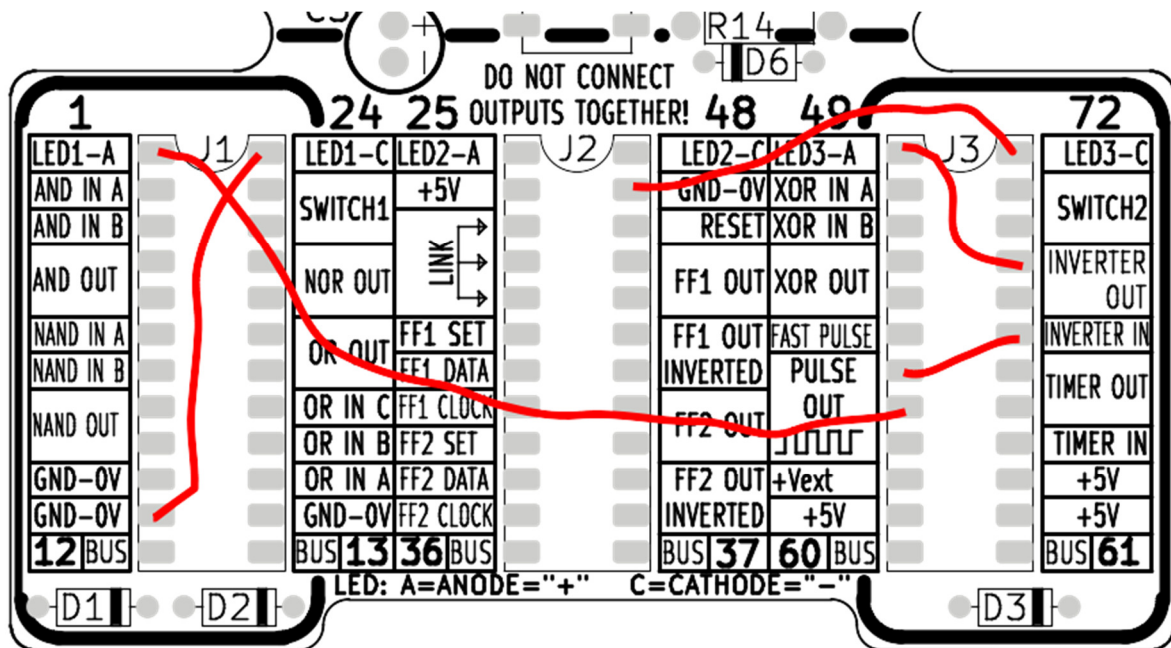 C3
+
R14
D6
DO NOT CONNECT
OUTPUTS TOGETHER!
1
24
25
48
49
72
J1
J2
J3
LED1-A
AND IN A
AND IN B
AND OUT
NAND IN A
NAND IN B
NAND OUT
GND-0V
GND-0V
12 BUS
LED1-C
SWITCH1
NOR OUT
OR OUT
OR IN C
OR IN B
OR IN A
GND-0V
BUS 13
LED2-A
+5V
LINK
FF1 SET
FF1 DATA
FF1 CLOCK
FF2 SET
FF2 DATA
FF2 CLOCK
36 BUS
LED2-C
GND-0V
RESET
FF1 OUT
FF1 OUT
INVERTED
FF2 OUT
FF2 OUT
INVERTED
BUS 37
LED3-A
XOR IN A
XOR IN B
XOR OUT
FAST PULSE
PULSE
OUT
+Vext
+5V
60 BUS
LED3-C
SWITCH2
INVERTER
OUT
INVERTER IN
TIMER OUT
TIMER IN
+5V
+5V
BUS 61
LED: A=ANODE="+" C=CATHODE="-"
D1
D2
D3